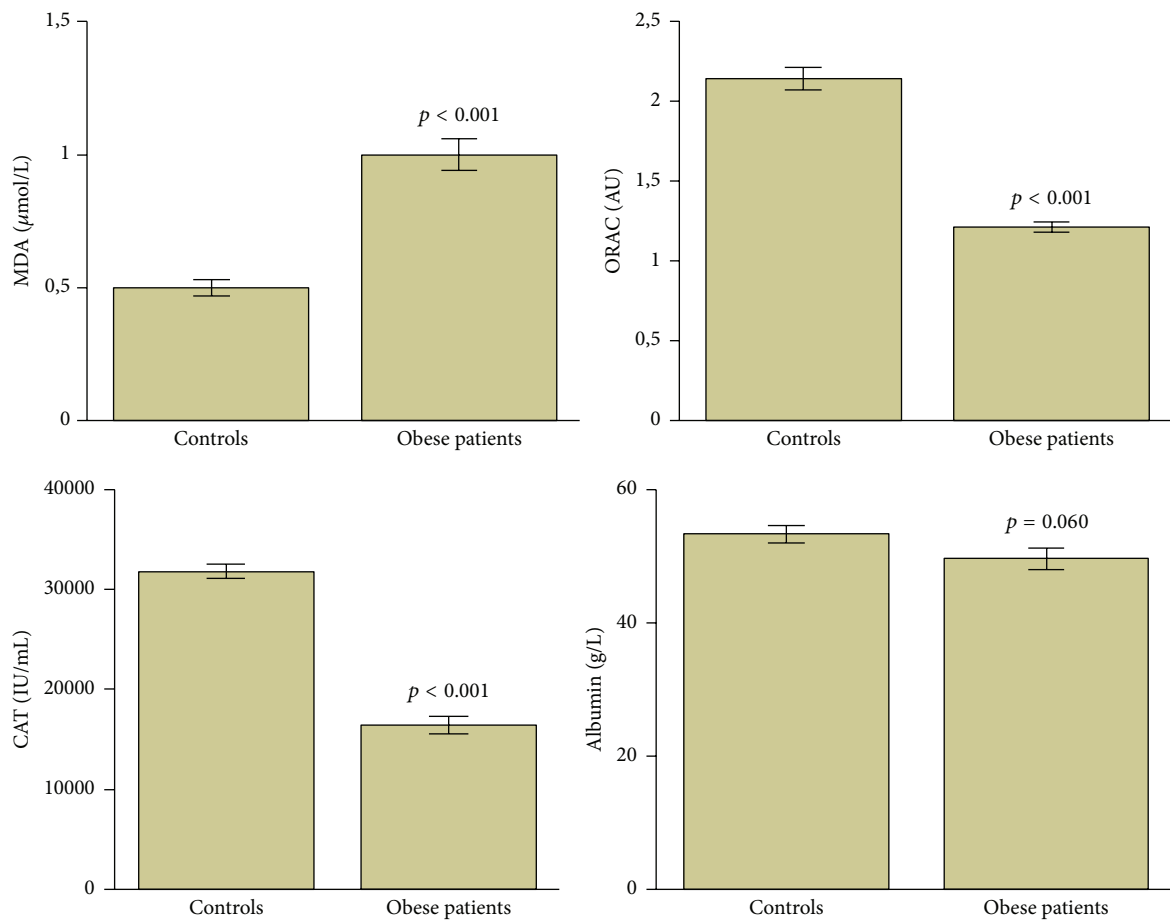 MDA (μmol/L)
1,5
1
0,5
0
p < 0.001
Controls
Obese patients
ORAC (AU)
2,5
2
1,5
1
0,5
0
p < 0.001
Controls
Obese patients
CAT (IU/mL)
40000
30000
20000
10000
0
p < 0.001
Controls
Obese patients
Albumin (g/L)
60
40
20
0
p = 0.060
Controls
Obese patients